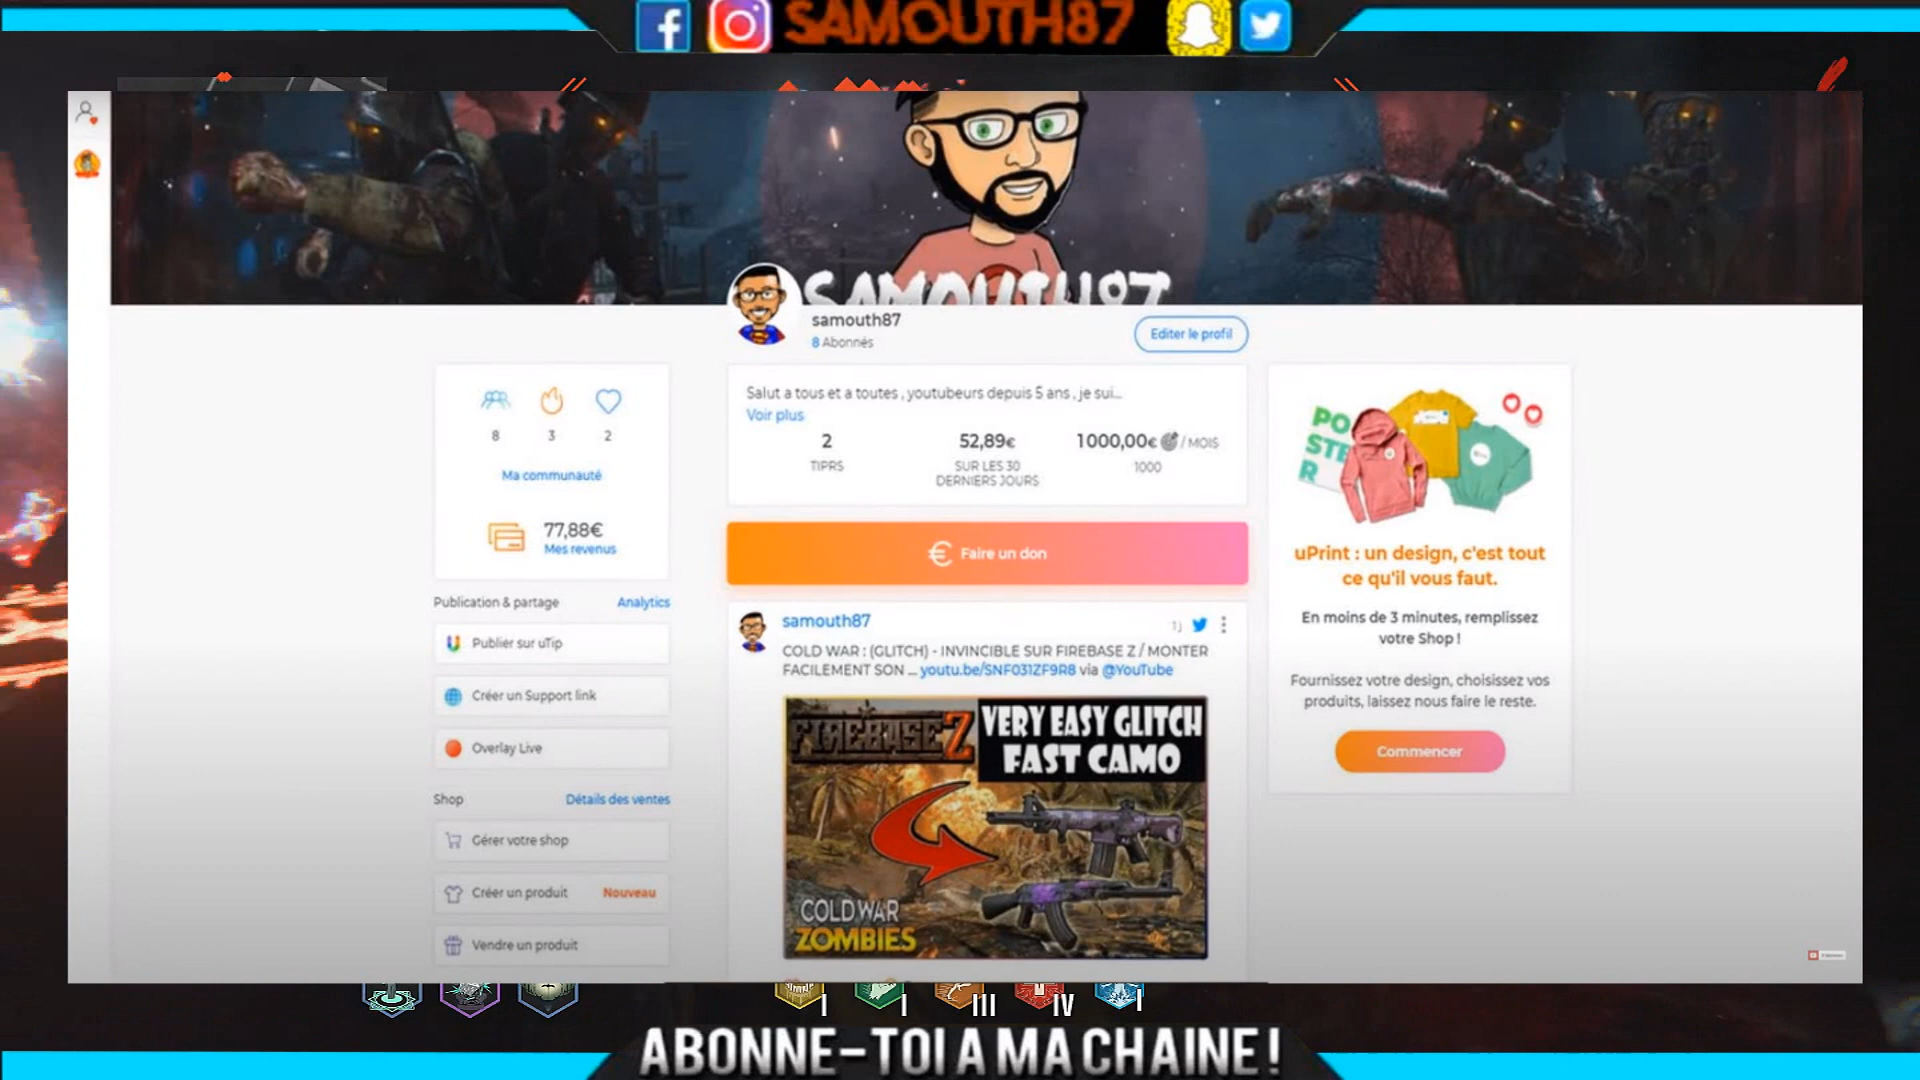 SAMOUTH87
SAMOUTH87
samouth87
8 Abonnés
Editer le profil
8
3
2
Ma communauté
77,88€
Mes revenus
Publication & partage
Analytics
Publier sur uTip
Créer un Support link
Overlay Live
Shop
Détails des ventes
Gérer votre shop
Créer un produit
Nouveau
Vendre un produit
Salut a tous et a toutes , youtubeurs depuis 5 ans , je sui...
Voir plus
2
TIPRS
52,89€
SUR LES 30
DERNIERS JOURS
1000,00€ / MOIS
1000
Faire un don
samouth87
1 j
COLD WAR : (GLITCH) - INVINCIBLE SUR FIREBASE Z / MONTER
FACILEMENT SON ... youtu.be/SNF031ZF9R8 via @YouTube
FIREBASE Z
VERY EASY GLITCH
FAST CAMO
COLD WAR
ZOMBIES
PO
STE
R
uPrint : un design, c'est tout
ce qu'il vous faut.
En moins de 3 minutes, remplissez
votre Shop !
Fournissez votre design, choisissez vos
produits, laissez nous faire le reste.
Commencer
I
I
III
IV
I
ABONNE-TOI A MA CHAINE !